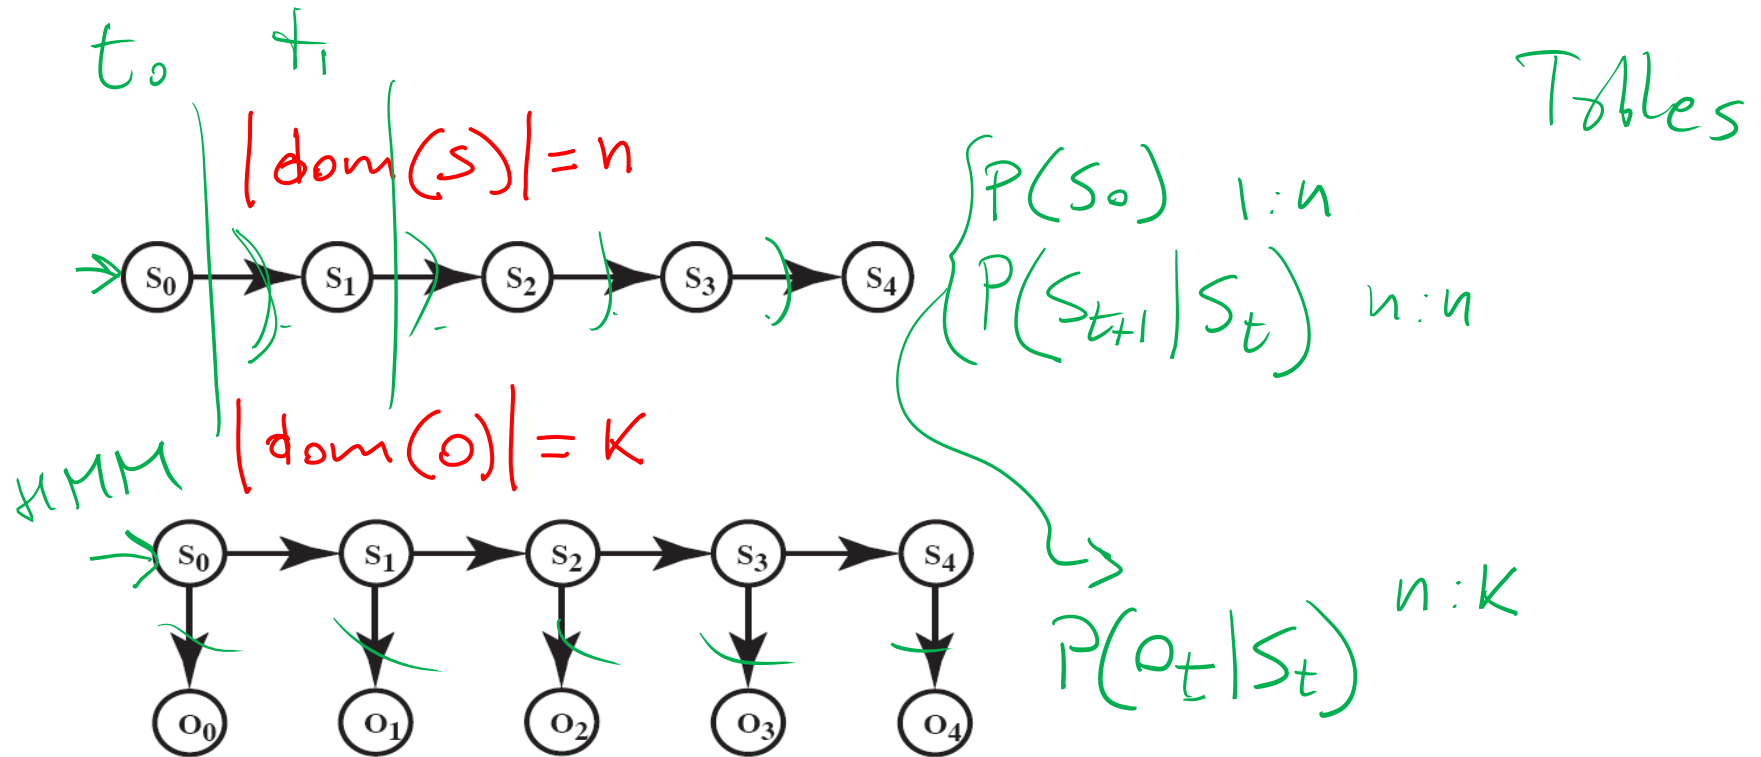 t₀ t₁
Tables
|dom(S)| = n
P(S₀) 1:n
S₀ S₁ S₂ S₃ S₄
P(Sₜ₊₁|Sₜ) n:n
|dom(O)| = K
HMM
S₀ S₁ S₂ S₃ S₄
n:K
P(Oₜ|Sₜ)
O₀ O₁ O₂ O₃ O₄